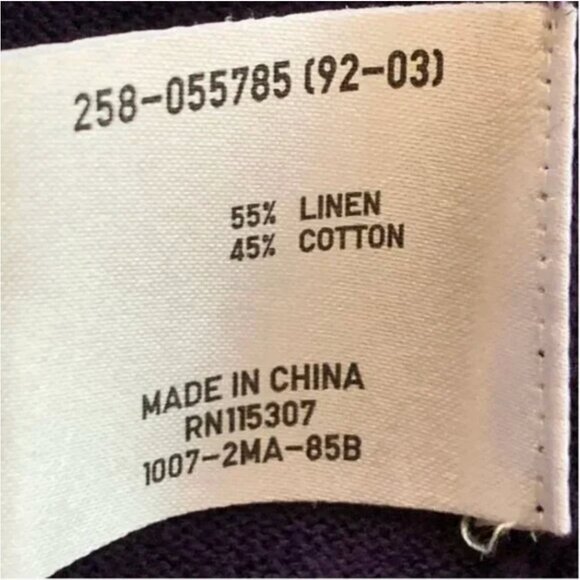 258-055785 (92-03)
55% LINEN
45% COTTON
MADE IN CHINA
RN115307
1007-2MA-85B